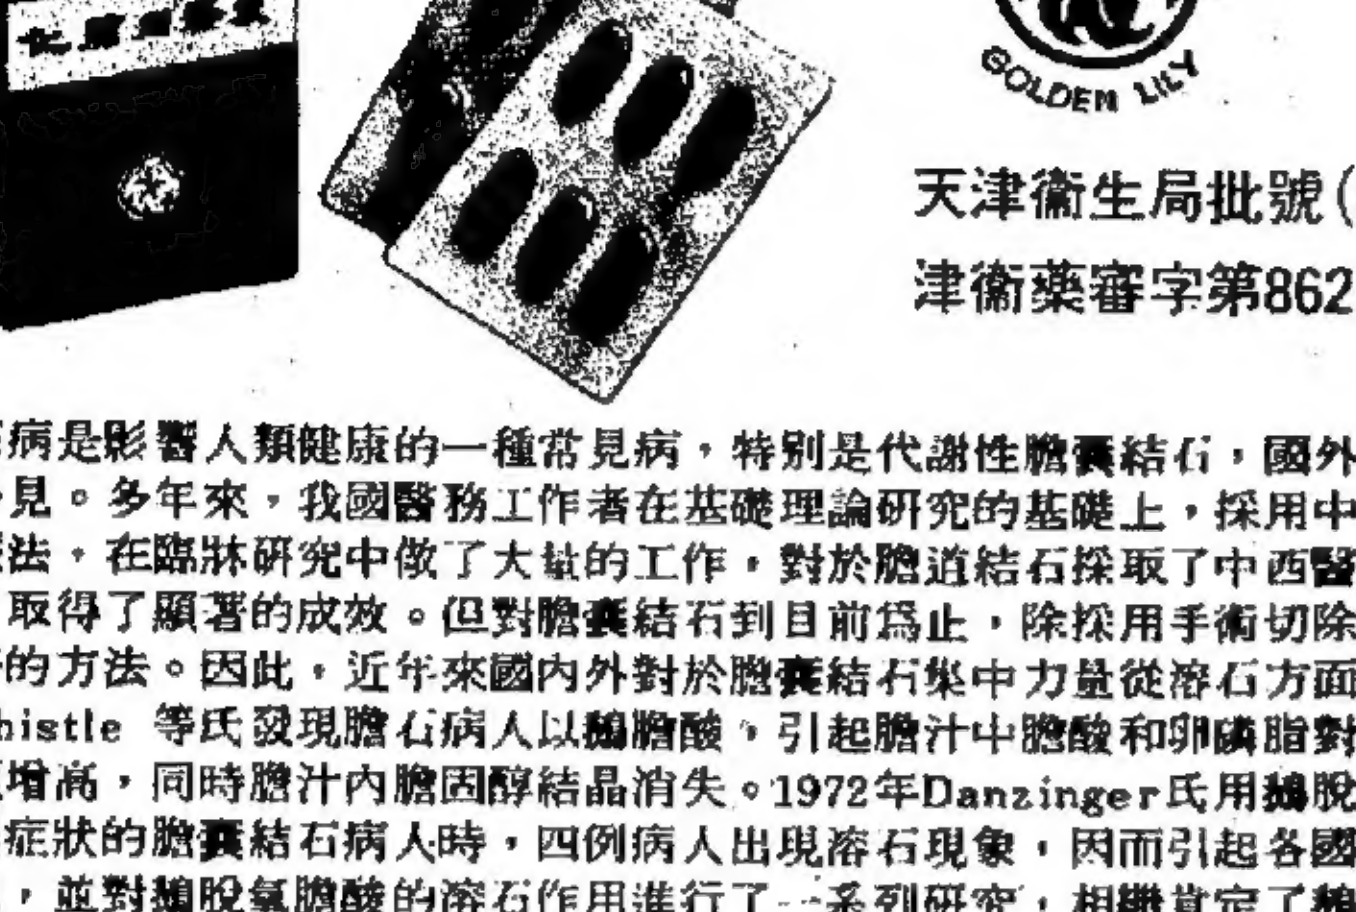 GOLDEN LILY
天津衞生局批號(
津衞藥審字第862
病是影響人類健康的一種常見病，特別是代謝性膽囊結石，國外
見。多年來，我國醫務工作者在基礎理論研究的基礎上，採用中
法，在臨牀研究中做了大量的工作，對於膽道結石採取了中西醫
取得了顯著的成效。但對膽囊結石到目前爲止，除採用手術切除
的方法。因此，近年來國內外對於膽囊結石集中力量從溶石方面
histle 等氏發現膽石病人以鵝膽酸，引起膽汁中膽酸和卵磷脂對
增高，同時膽汁內膽固醇結晶消失。1972年Danzinger氏用鵝脫
症狀的膽囊結石病人時，四例病人出現溶石現象，因而引起各國
，並對鵝脫氧膽酸的溶石作用進行了一系列研究，相繼肯定了鵝